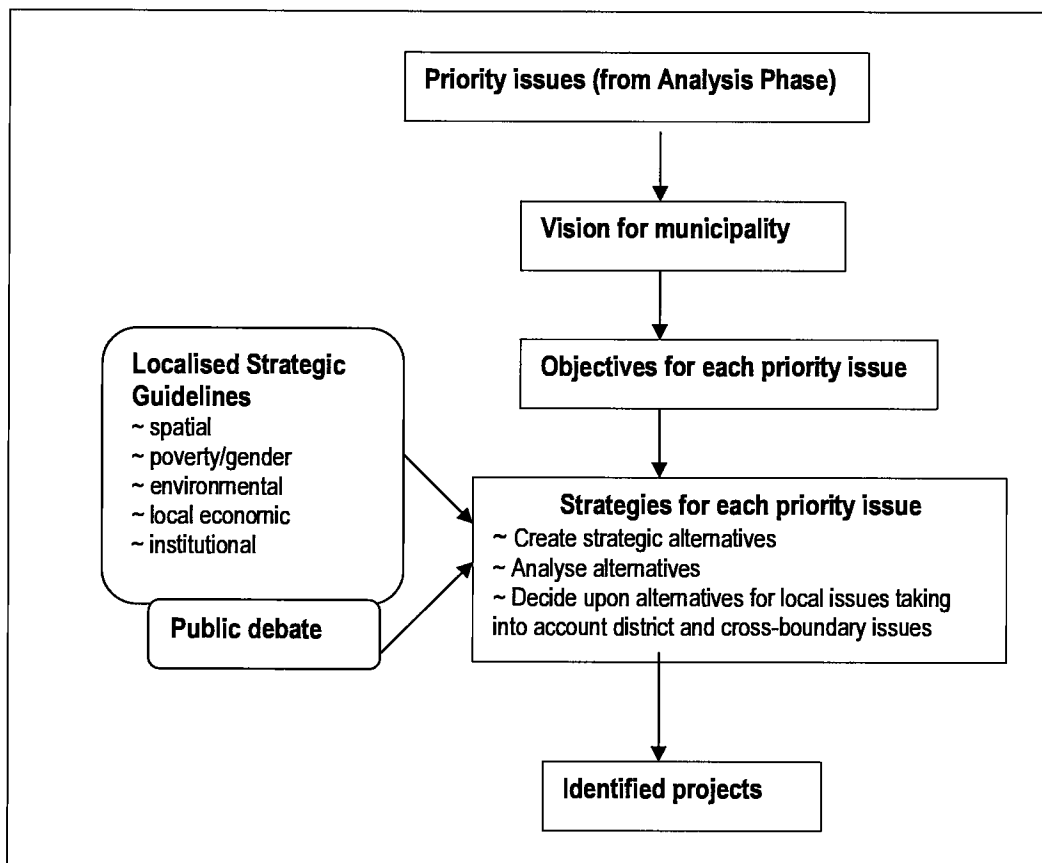 Priority issues (from Analysis Phase)
Vision for municipality
Objectives for each priority issue
Localised Strategic
Guidelines
~ spatial
~ poverty/gender
~ environmental
~ local economic
~ institutional
Public debate
Strategies for each priority issue
~ Create strategic alternatives
~ Analyse alternatives
~ Decide upon alternatives for local issues taking
into account district and cross-boundary issues
Identified projects